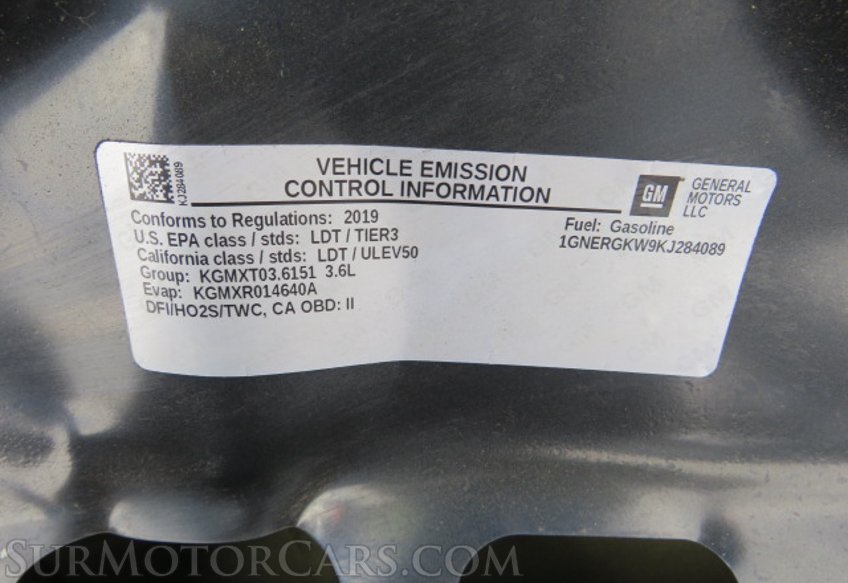 KJ284089
VEHICLE EMISSION
CONTROL INFORMATION
GM
GENERAL
MOTORS
LLC
Conforms to Regulations: 2019
U.S. EPA class / stds: LDT / TIER3
California class / stds: LDT / ULEV50
Group: KGMXT03.6151 3.6L
Evap: KGMXR014640A
DFI/HO2S/TWC, CA OBD: II
Fuel: Gasoline
1GNERGKW9KJ284089
SURMOTORCARS.COM